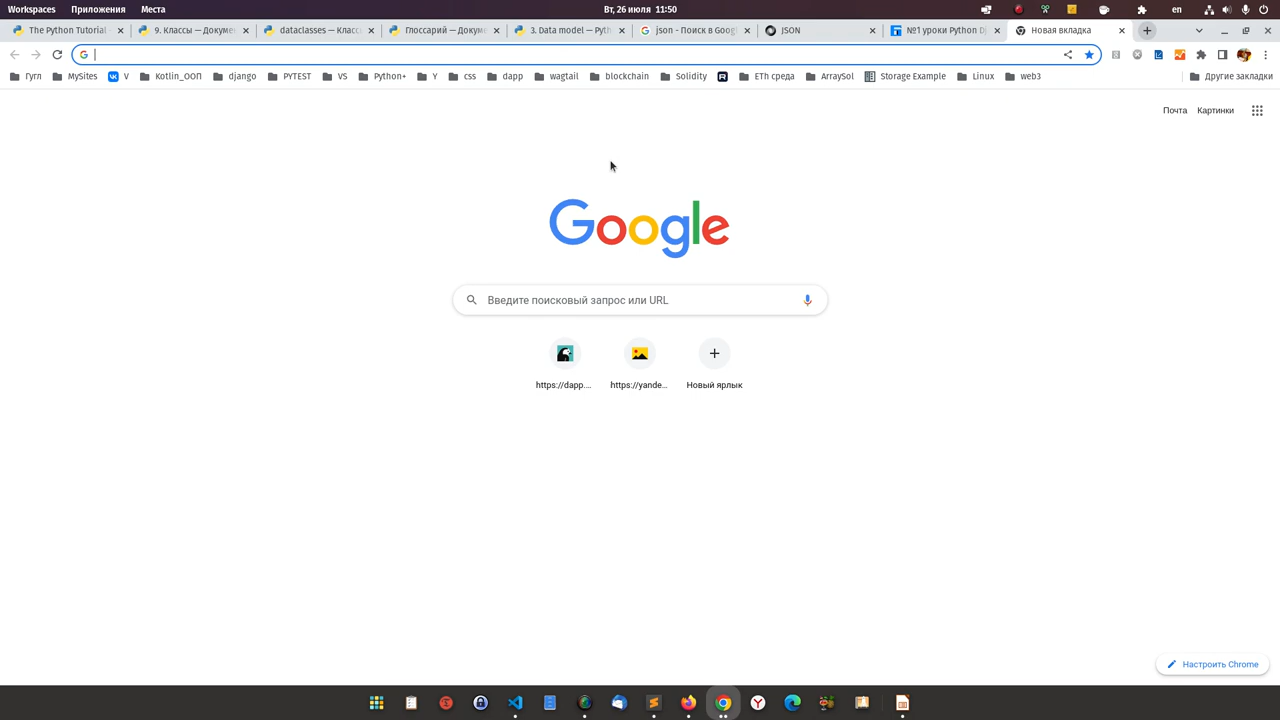 Workspaces Приложения Места Вт, 26 июля 11:50 en
The Python Tutorial 9. Классы — Докуме dataclasses — Класс Глоссарий — Докуме 3. Data model — Pyth json - Поиск в Googl JSON №1 уроки Python Dj Новая вкладка
Гугл MySites V Kotlin_ООП django PYTEST VS Python+ Y css dapp wagtail blockchain Solidity ETh среда ArraySol Storage Example Linux web3 Другие закладки
Почта Картинки
Google
Введите поисковый запрос или URL
https://dapp.... https://yande... Новый ярлык
Настроить Chrome